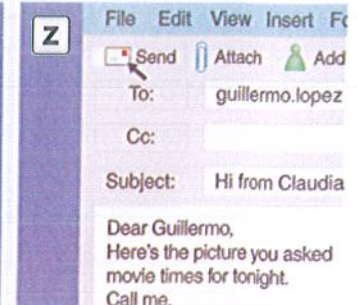 Z
File Edit View Insert
Send Attach Add
To: guillermo.lopez
Cc:
Subject: Hi from Claudia
Dear Guillermo,
Here's the picture you asked
movie times for tonight.
Call me.